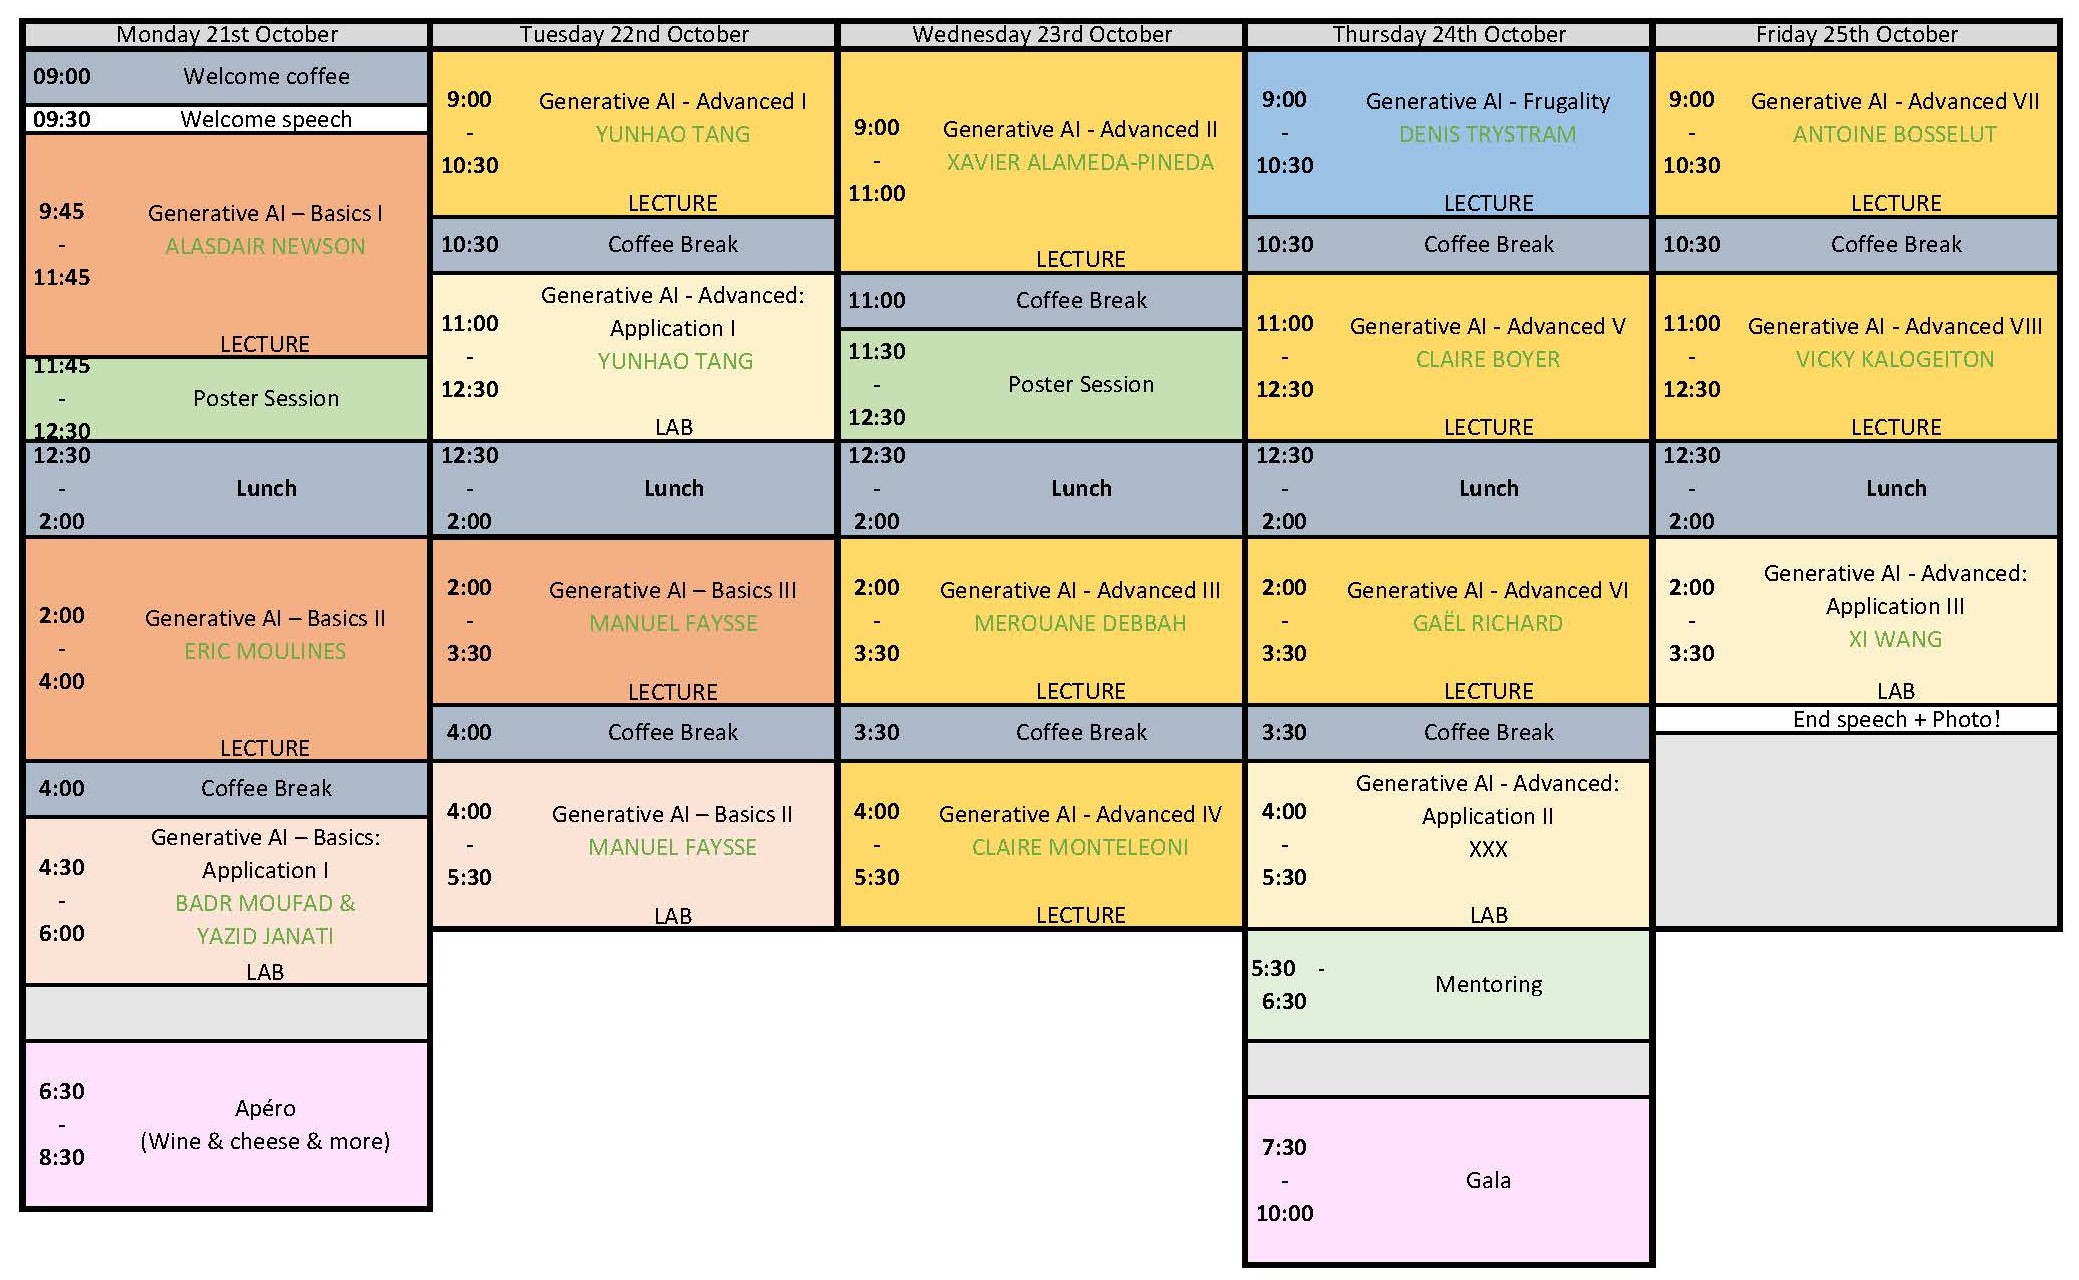 Monday 21st October
09:00 Welcome coffee
09:30 Welcome speech
9:45
-
11:45
Generative AI – Basics I
ALASDAIR NEWSON
LECTURE
11:45
-
12:30
Poster Session
12:30
-
2:00
Lunch
2:00
-
4:00
Generative AI – Basics II
ERIC MOULINES
LECTURE
4:00 Coffee Break
4:30
-
6:00
Generative AI – Basics:
Application I
BADR MOUFAD &
YAZID JANATI
LAB
6:30
-
8:30
Apéro
(Wine & cheese & more)
Tuesday 22nd October
9:00
-
10:30
Generative AI - Advanced I
YUNHAO TANG
LECTURE
10:30 Coffee Break
11:00
-
12:30
Generative AI - Advanced:
Application I
YUNHAO TANG
LAB
12:30
-
2:00
Lunch
2:00
-
3:30
Generative AI – Basics III
MANUEL FAYSSE
LECTURE
4:00 Coffee Break
4:00
-
5:30
Generative AI – Basics II
MANUEL FAYSSE
LAB
Wednesday 23rd October
9:00
-
11:00
Generative AI - Advanced II
XAVIER ALAMEDA-PINEDA
LECTURE
11:00 Coffee Break
11:30
-
12:30
Poster Session
12:30
-
2:00
Lunch
2:00
-
3:30
Generative AI - Advanced III
MEROUANE DEBBAH
LECTURE
3:30 Coffee Break
4:00
-
5:30
Generative AI - Advanced IV
CLAIRE MONTELEONI
LECTURE
Thursday 24th October
9:00
-
10:30
Generative AI - Frugality
DENIS TRYSTRAM
LECTURE
10:30 Coffee Break
11:00
-
12:30
Generative AI - Advanced V
CLAIRE BOYER
LECTURE
12:30
-
2:00
Lunch
2:00
-
3:30
Generative AI - Advanced VI
GAËL RICHARD
LECTURE
3:30 Coffee Break
4:00
-
5:30
Generative AI - Advanced:
Application II
XXX
LAB
5:30 -
6:30
Mentoring
7:30
-
10:00
Gala
Friday 25th October
9:00
-
10:30
Generative AI - Advanced VII
ANTOINE BOSSELUT
LECTURE
10:30 Coffee Break
11:00
-
12:30
Generative AI - Advanced VIII
VICKY KALOGEITON
LECTURE
12:30
-
2:00
Lunch
2:00
-
3:30
Generative AI - Advanced:
Application III
XI WANG
LAB
End speech + Photo!